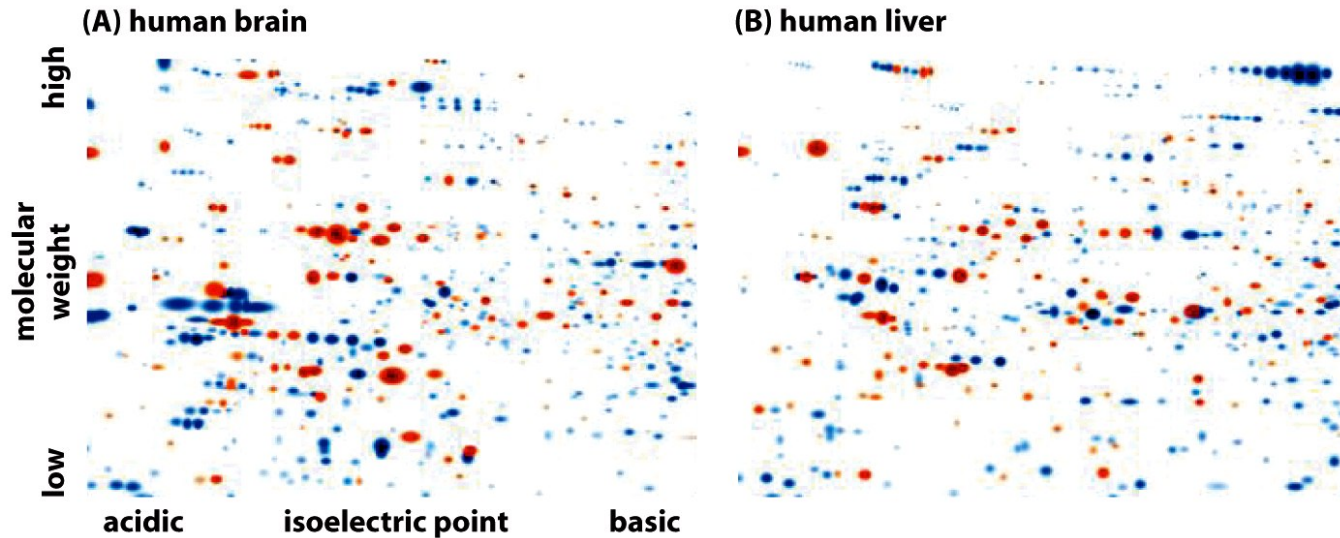 (A) human brain
(B) human liver
high
molecular
weight
low
acidic
isoelectric point
basic